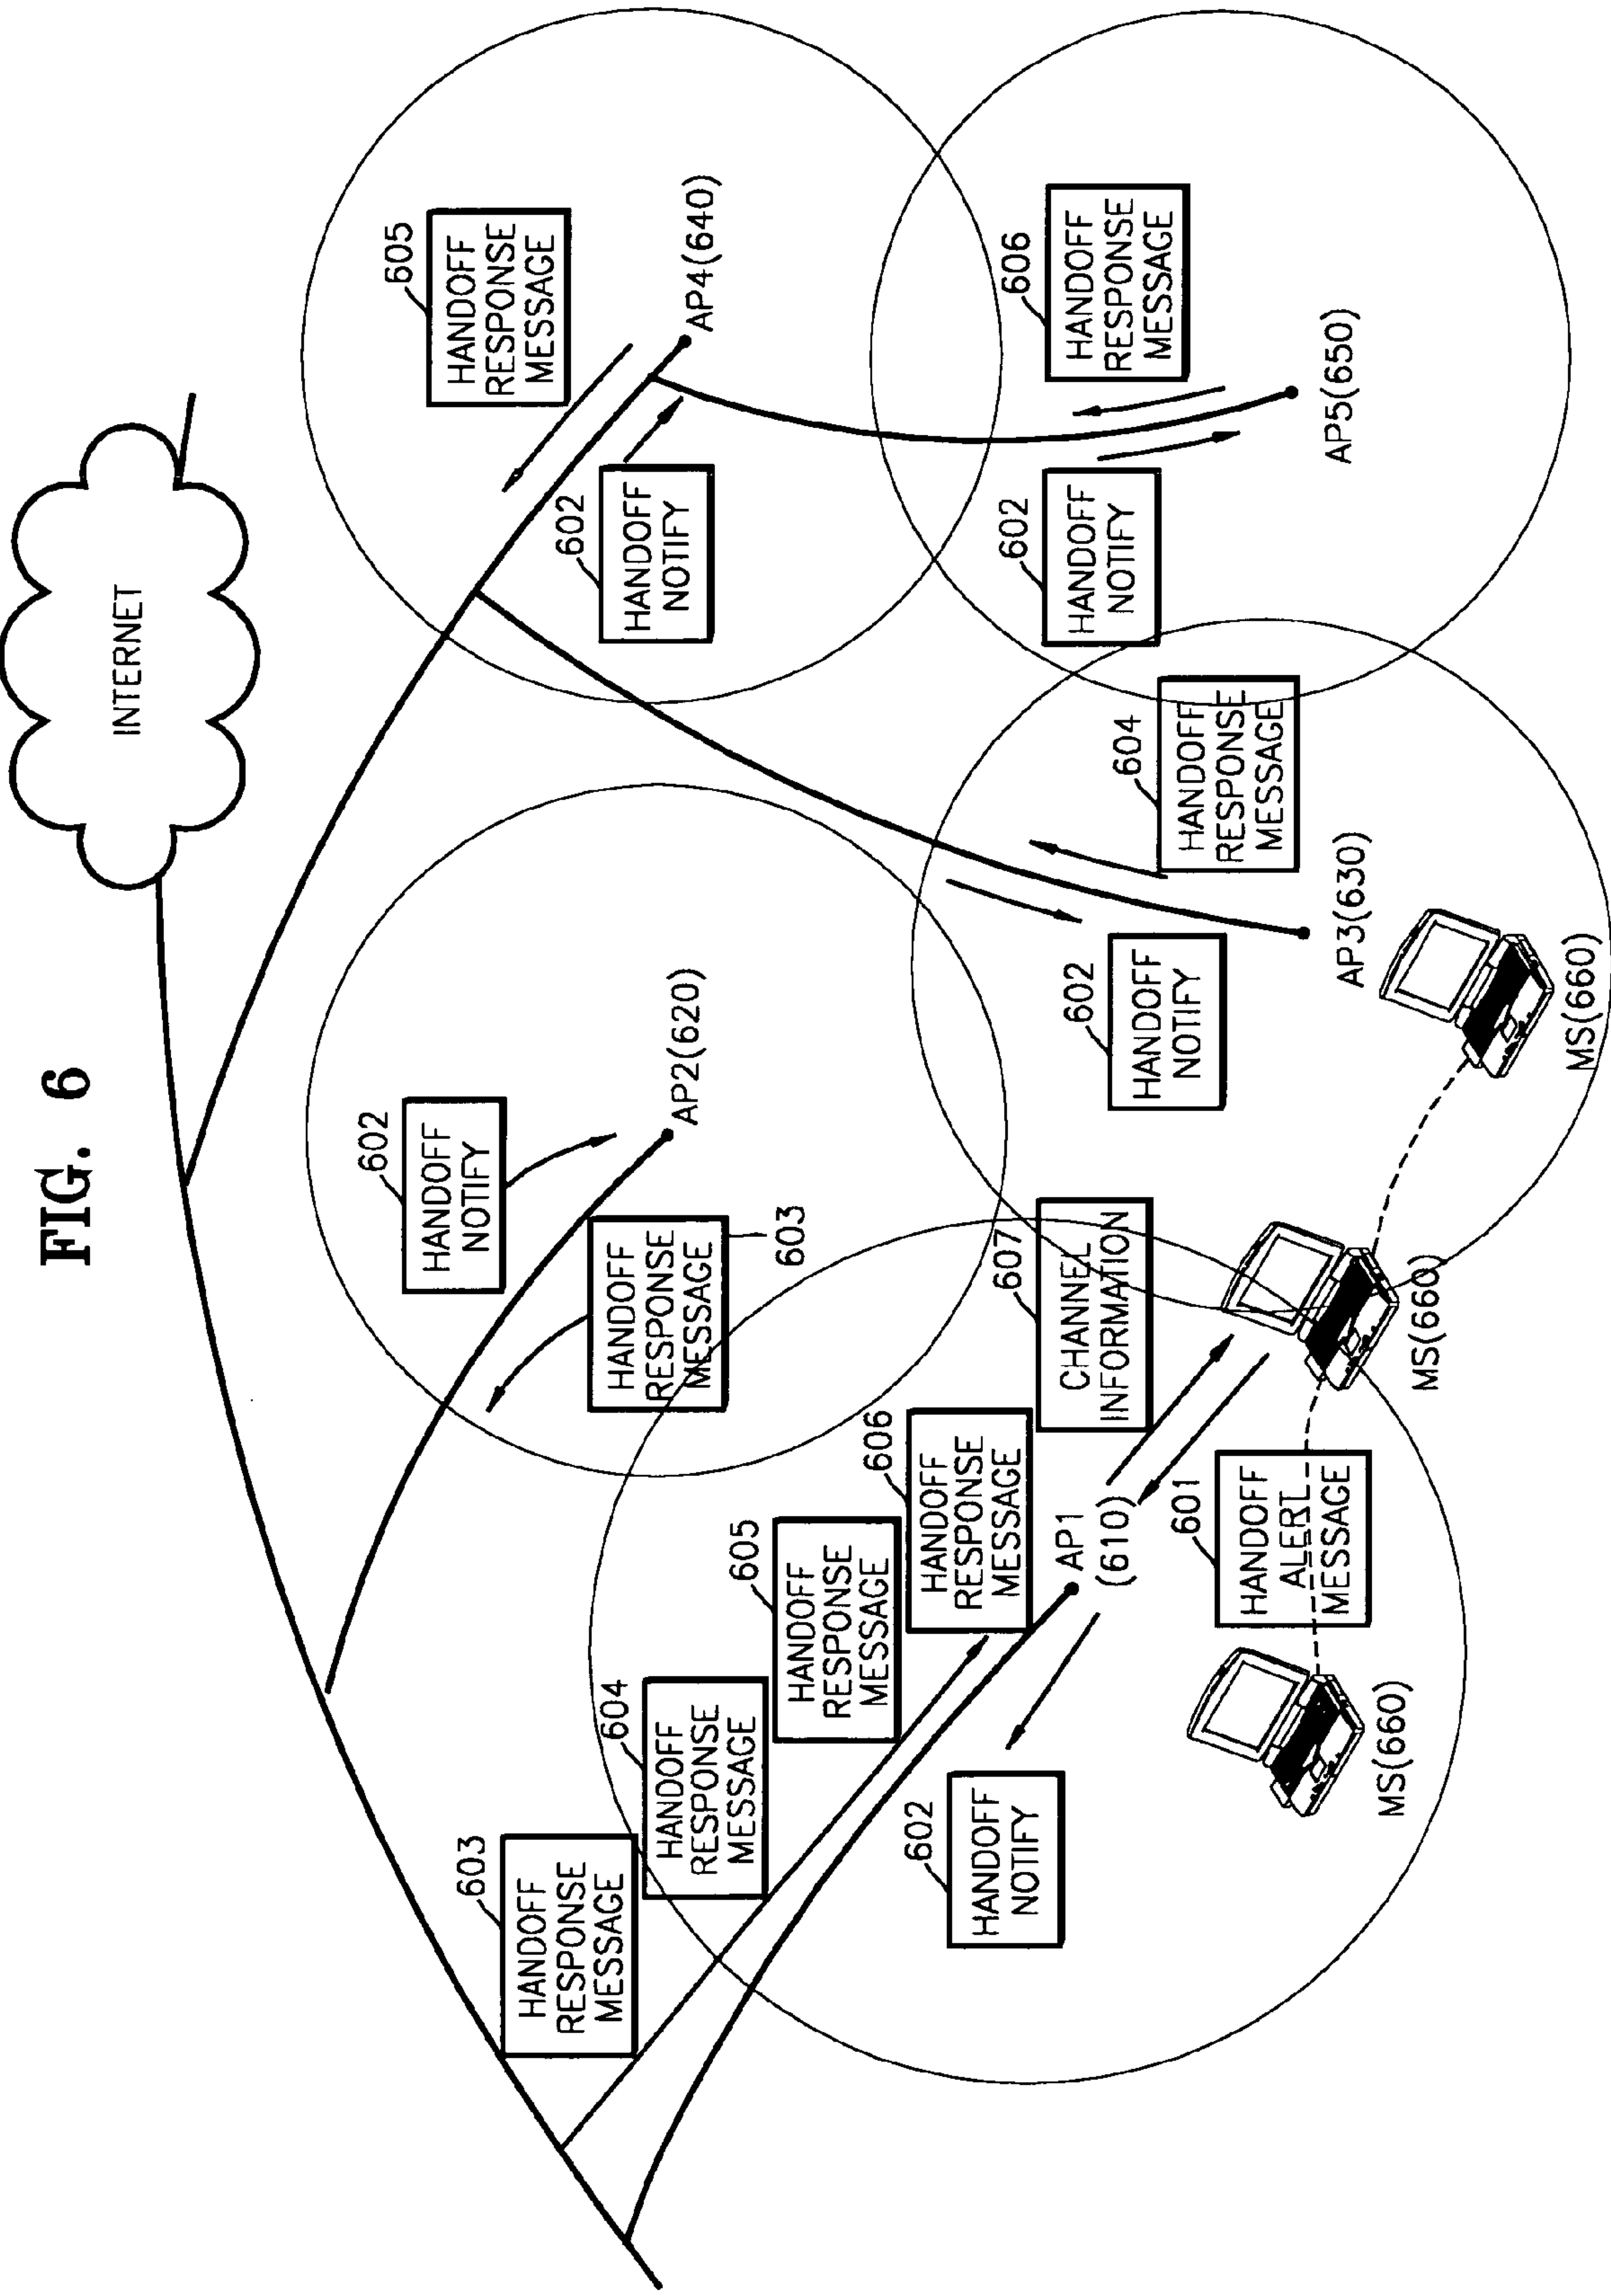 FIG. 6
INTERNET
605
HANDOFF
RESPONSE
MESSAGE
AP4(640)
602
HANDOFF
NOTIFY
606
HANDOFF
RESPONSE
MESSAGE
602
HANDOFF
NOTIFY
AP5(650)
602
HANDOFF
NOTIFY
AP2(620)
HANDOFF
RESPONSE
MESSAGE
603
604
HANDOFF
RESPONSE
MESSAGE
602
HANDOFF
NOTIFY
AP3(630)
MS(660)
603
HANDOFF
RESPONSE
MESSAGE
604
HANDOFF
RESPONSE
MESSAGE
605
HANDOFF
RESPONSE
MESSAGE
606
HANDOFF
RESPONSE
MESSAGE
607
CHANNEL
INFORMATION
AP1
(610)
602
HANDOFF
NOTIFY
601
HANDOFF
ALERT
MESSAGE
MS(660)
MS(660)